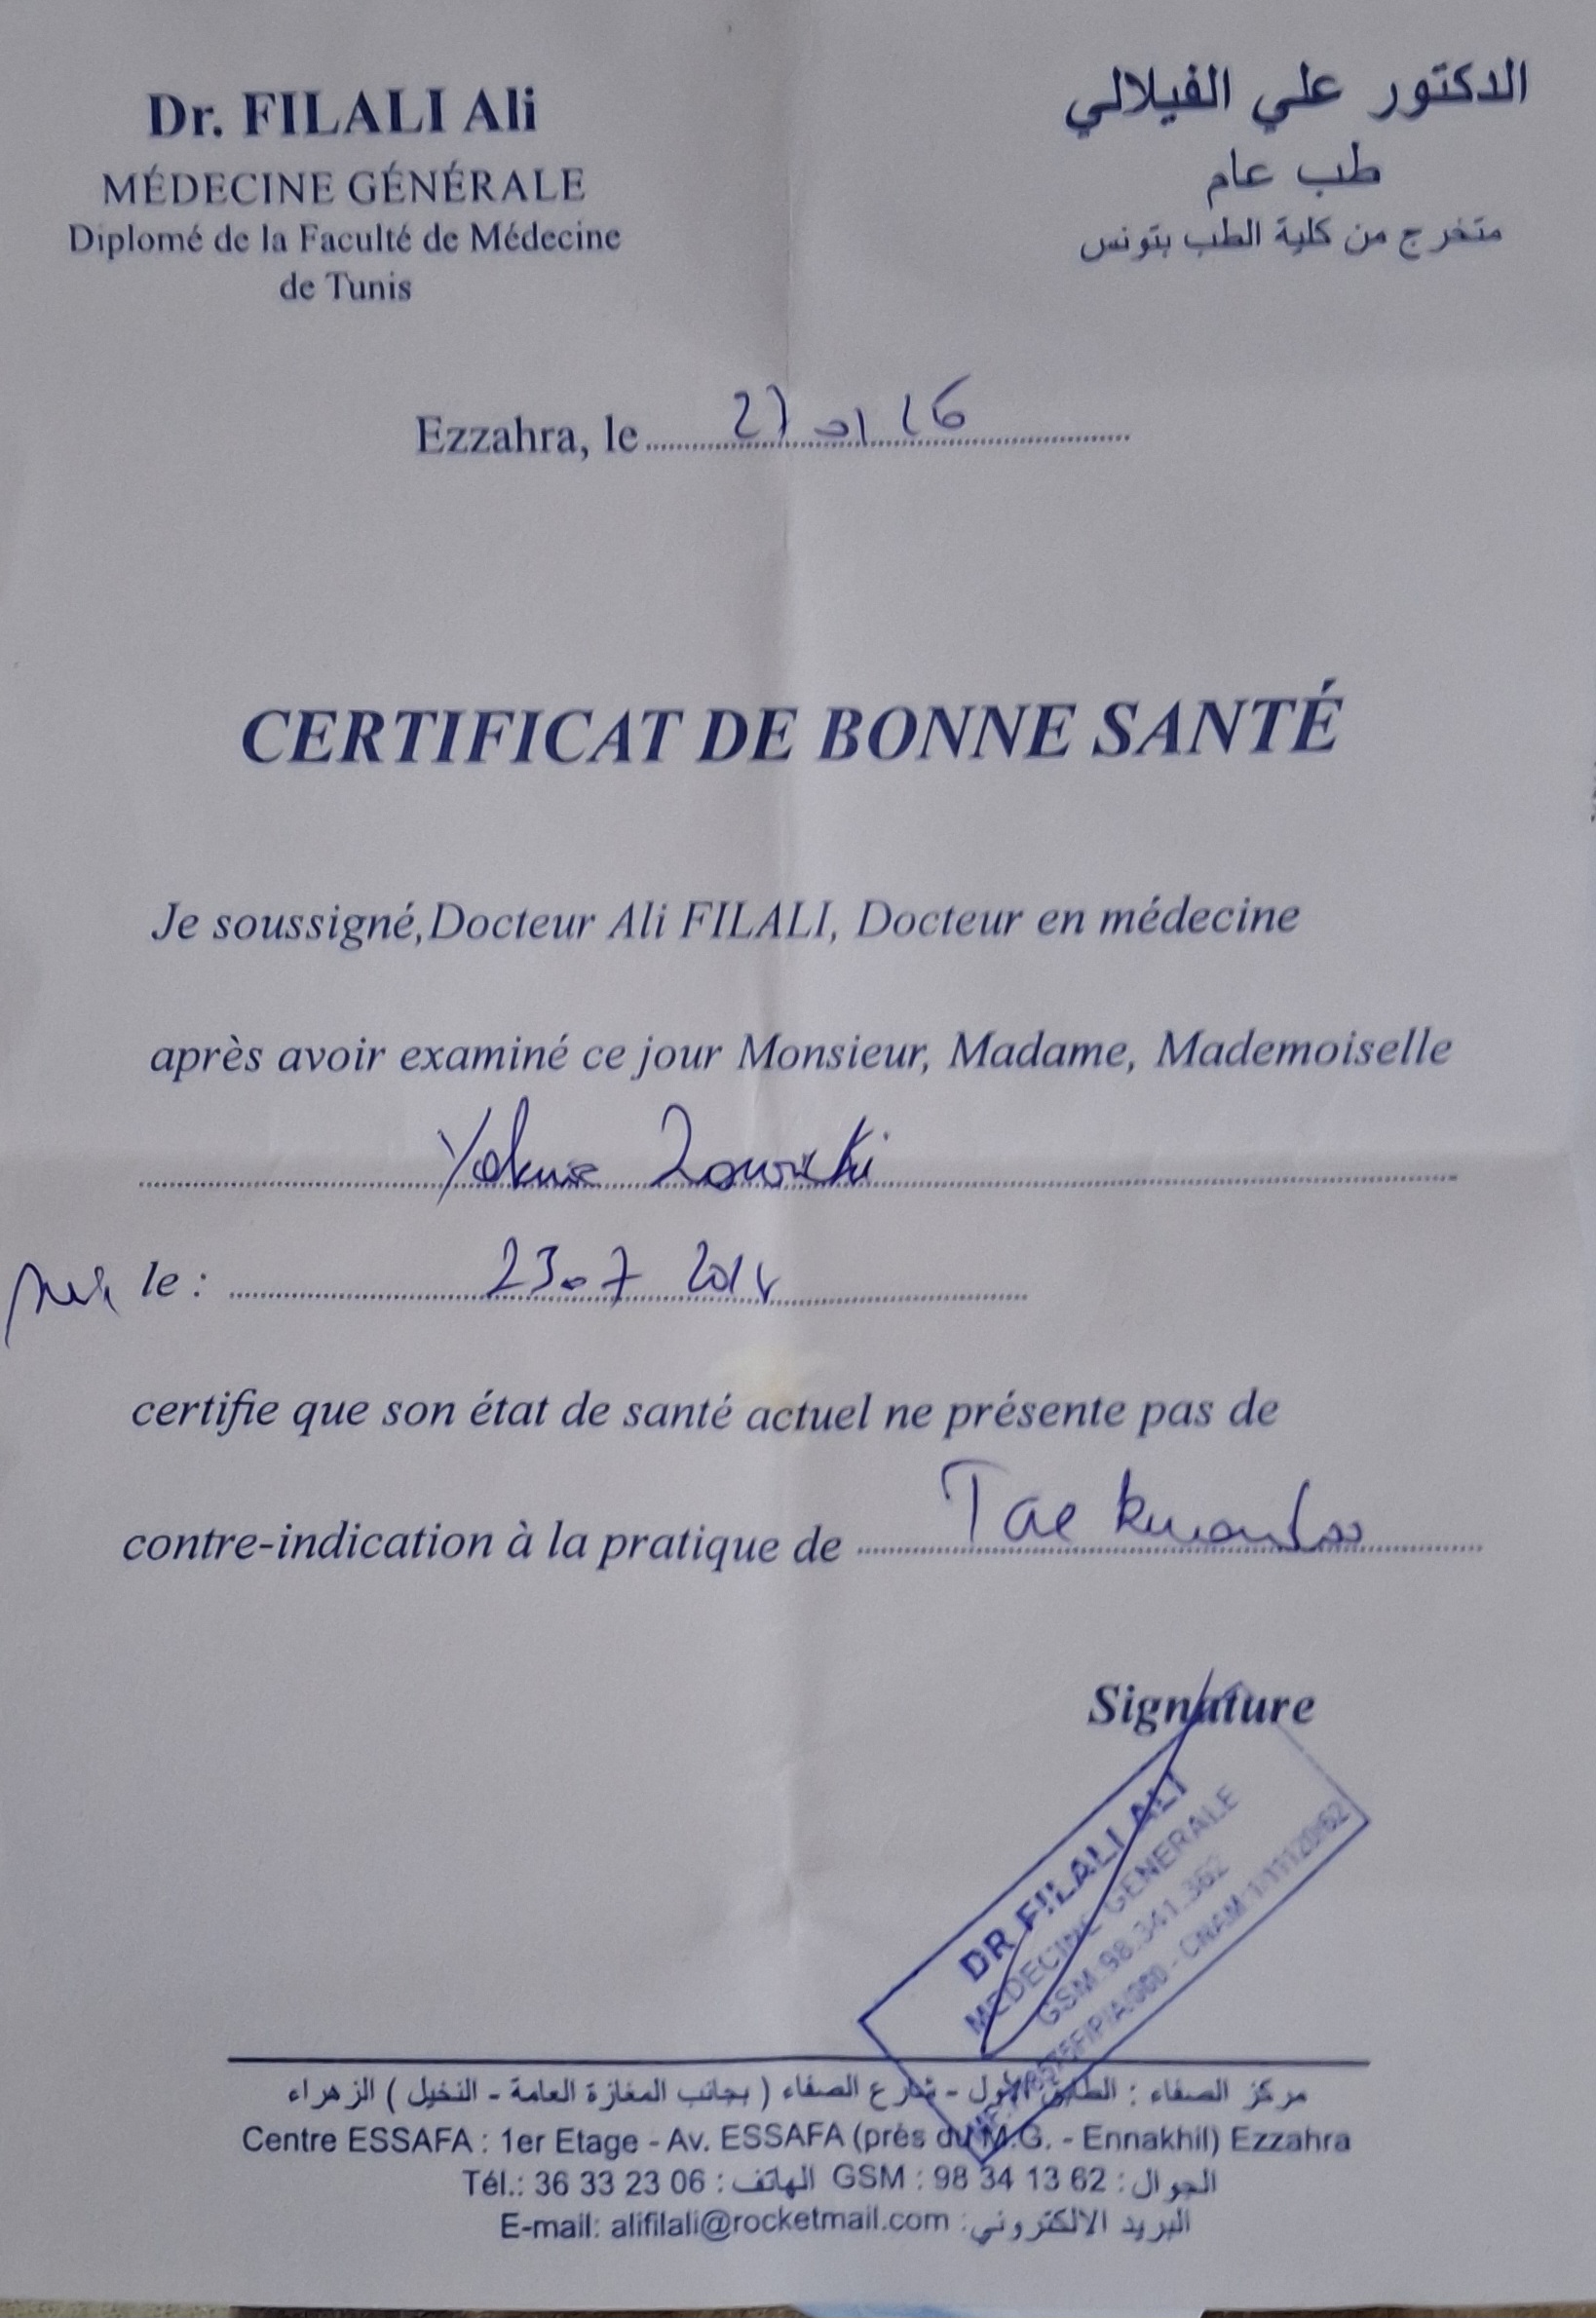 Dr. FILALI Ali
MÉDECINE GÉNÉRALE
Diplomé de la Faculté de Médecine
de Tunis
الدكتور علي الفيلالي
طب عام
متخرج من كلية الطب بتونس
Ezzahra, le 27 01 26
CERTIFICAT DE BONNE SANTÉ
Je soussigné,Docteur Ali FILALI, Docteur en médecine
après avoir examiné ce jour Monsieur, Madame, Mademoiselle
le : 23 7
certifie que son état de santé actuel ne présente pas de
contre-indication à la pratique de Tae kwondoo
Signature
DR FILALI ALI
MEDECINE GENERALE
GSM:98.341.362
مركز الصفاء : الطابق الأول - شارع الصفاء ( بجانب المغازة العامة - النخيل ) الزهراء
Centre ESSAFA : 1er Etage - Av. ESSAFA (près du M.G. - Ennakhil) Ezzahra
Tél.: 36 33 23 06 : الهاتف GSM : 98 34 13 62 : الجوال
E-mail: alifilali@rocketmail.com :البريد الالكتروني